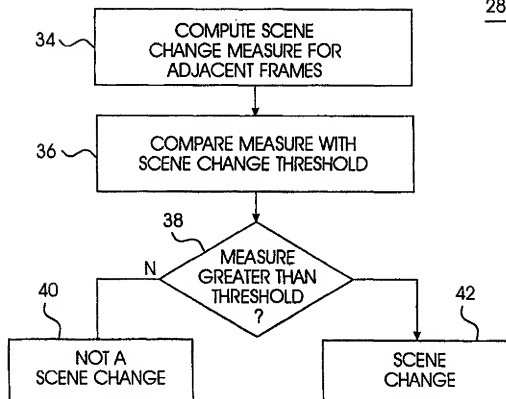 28
34
COMPUTE SCENE
CHANGE MEASURE FOR
ADJACENT FRAMES
36
COMPARE MEASURE WITH
SCENE CHANGE THRESHOLD
38
N
MEASURE
GREATER THAN
THRESHOLD
?
40
NOT A
SCENE CHANGE
42
SCENE
CHANGE